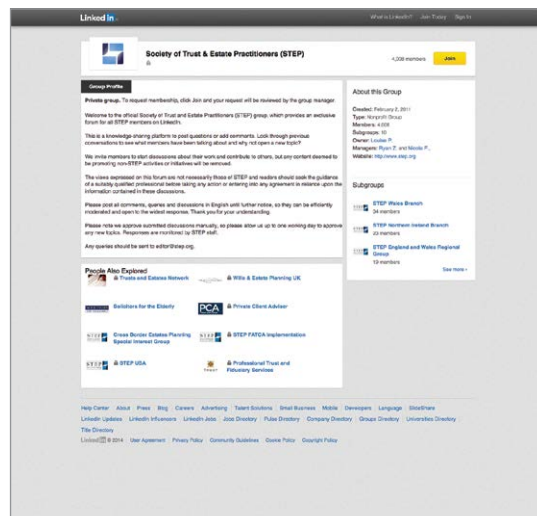 Linked in
What is LinkedIn? Join Today Sign In
Society of Trust & Estate Practitioners (STEP)
4,008 members
Join
Group Profile
Private group. To request membership, click Join and your request will be reviewed by the group manager.
Welcome to the official Society of Trust and Estate Practitioners (STEP) group, which provides an exclusive
forum for all STEP members on LinkedIn.
This is a knowledge-sharing platform to post questions or add comments. Look through previous
conversations to see what members have been talking about and why not open a new topic?
We invite members to start discussions about their work and contribute to others, but any content deemed to
be promoting non-STEP activities or initiatives will be removed.
The views expressed on this forum are not necessarily those of STEP and readers should seek the guidance
of a suitably qualified professional before taking any action or entering into any agreement in reliance upon the
information contained in these discussions.
Please post all comments, queries and discussions in English until further notice, so they can be efficiently
moderated and open to the widest response. Thank you for your understanding.
Please note we approve submitted discussions manually, so please allow us up to one working day to approve
any new topics. Responses are monitored by STEP staff.
Any queries should be sent to editor@step.org.
About this Group
Created: February 2, 2011
Type: Nonprofit Group
Members: 4,008
Subgroups: 10
Owner: Louise P.
Managers: Ryan Z. and Nicola P..
Website: http://www.step.org
Subgroups
STEP Wales Branch
34 members
STEP Northern Ireland Branch
23 members
STEP England and Wales Regional
Group
19 members
See more ›
People Also Explored
Trusts and Estates Network
Wills & Estate Planning UK
Solicitors for the Elderly
PCA
Private Client Adviser
Cross Border Estates Planning
Special Interest Group
STEP FATCA Implementation
STEP USA
Professional Trust and
Fiduciary Services
Help Center About Press Blog Careers Advertising Talent Solutions Small Business Mobile Developers Language SlideShare
LinkedIn Updates LinkedIn Influencers LinkedIn Jobs Jobs Directory Pulse Directory Company Directory Groups Directory Universities Directory
Title Directory
Linked in © 2014 User Agreement Privacy Policy Community Guidelines Cookie Policy Copyright Policy